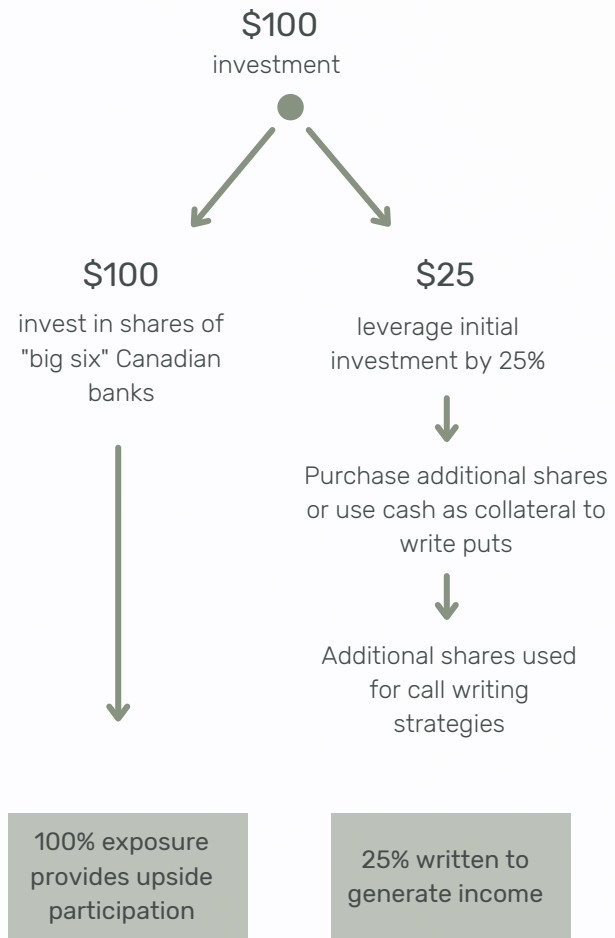 $100
investment
$100
invest in shares of
"big six" Canadian
banks
$25
leverage initial
investment by 25%
Purchase additional shares
or use cash as collateral to
write puts
Additional shares used
for call writing
strategies
100% exposure
provides upside
participation
25% written to
generate income